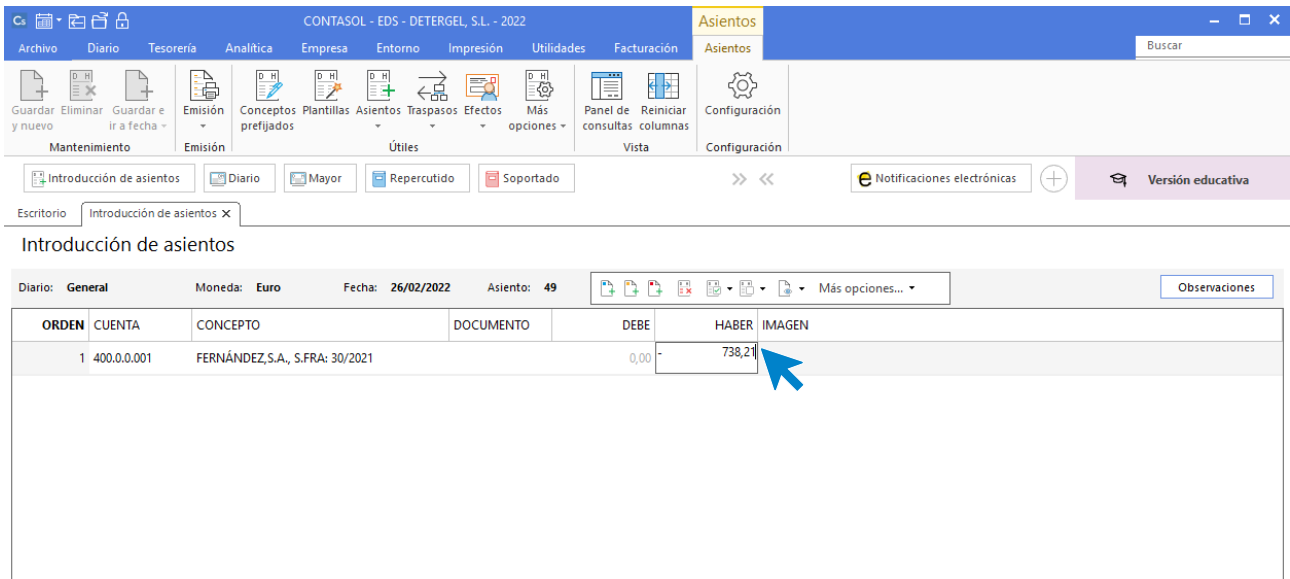 Cs
CONTASOL - EDS - DETERGEL, S.L. - 2022
Asientos
Archivo Diario Tesorería Analítica Empresa Entorno Impresión Utilidades Facturación Asientos
Buscar
Guardar y nuevo
Eliminar
Guardar e ir a fecha
Emisión
Conceptos prefijados
Plantillas
Asientos
Traspasos
Efectos
Más opciones
Panel de consultas
Reiniciar columnas
Configuración
Mantenimiento Emisión Útiles Vista Configuración
Introducción de asientos Diario Mayor Repercutido Soportado
e Notificaciones electrónicas
Versión educativa
Escritorio Introducción de asientos X
Introducción de asientos
Diario: General Moneda: Euro Fecha: 26/02/2022 Asiento: 49 Más opciones... Observaciones
ORDEN CUENTA CONCEPTO DOCUMENTO DEBE HABER IMAGEN
1 400.0.0.001 FERNÁNDEZ,S.A., S.FRA: 30/2021 0,00 - 738,21